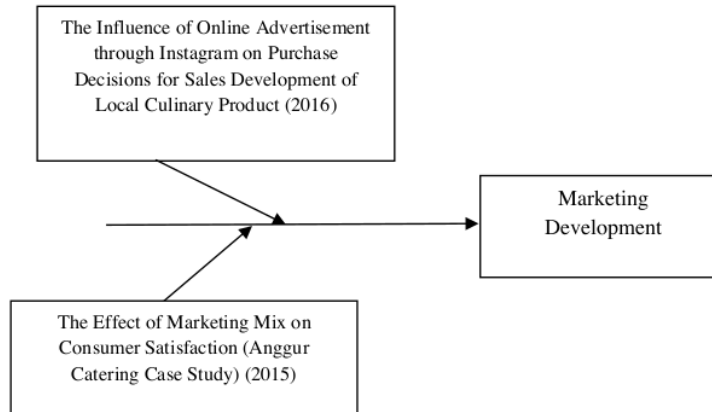 The Influence of Online Advertisement
through Instagram on Purchase
Decisions for Sales Development of
Local Culinary Product (2016)
Marketing
Development
The Effect of Marketing Mix on
Consumer Satisfaction (Anggur
Catering Case Study) (2015)